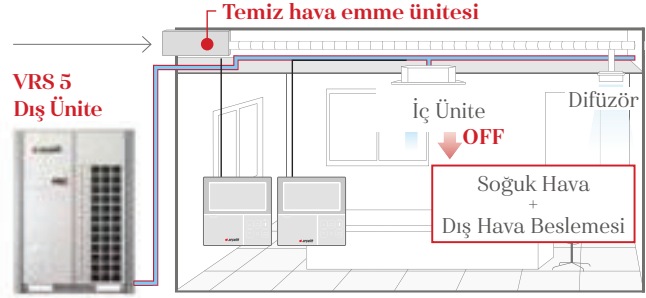 Temiz hava emme ünitesi
VRS 5
Dış Ünite
İç Ünite
Difüzör
OFF
Soğuk Hava
+
Dış Hava Beslemesi